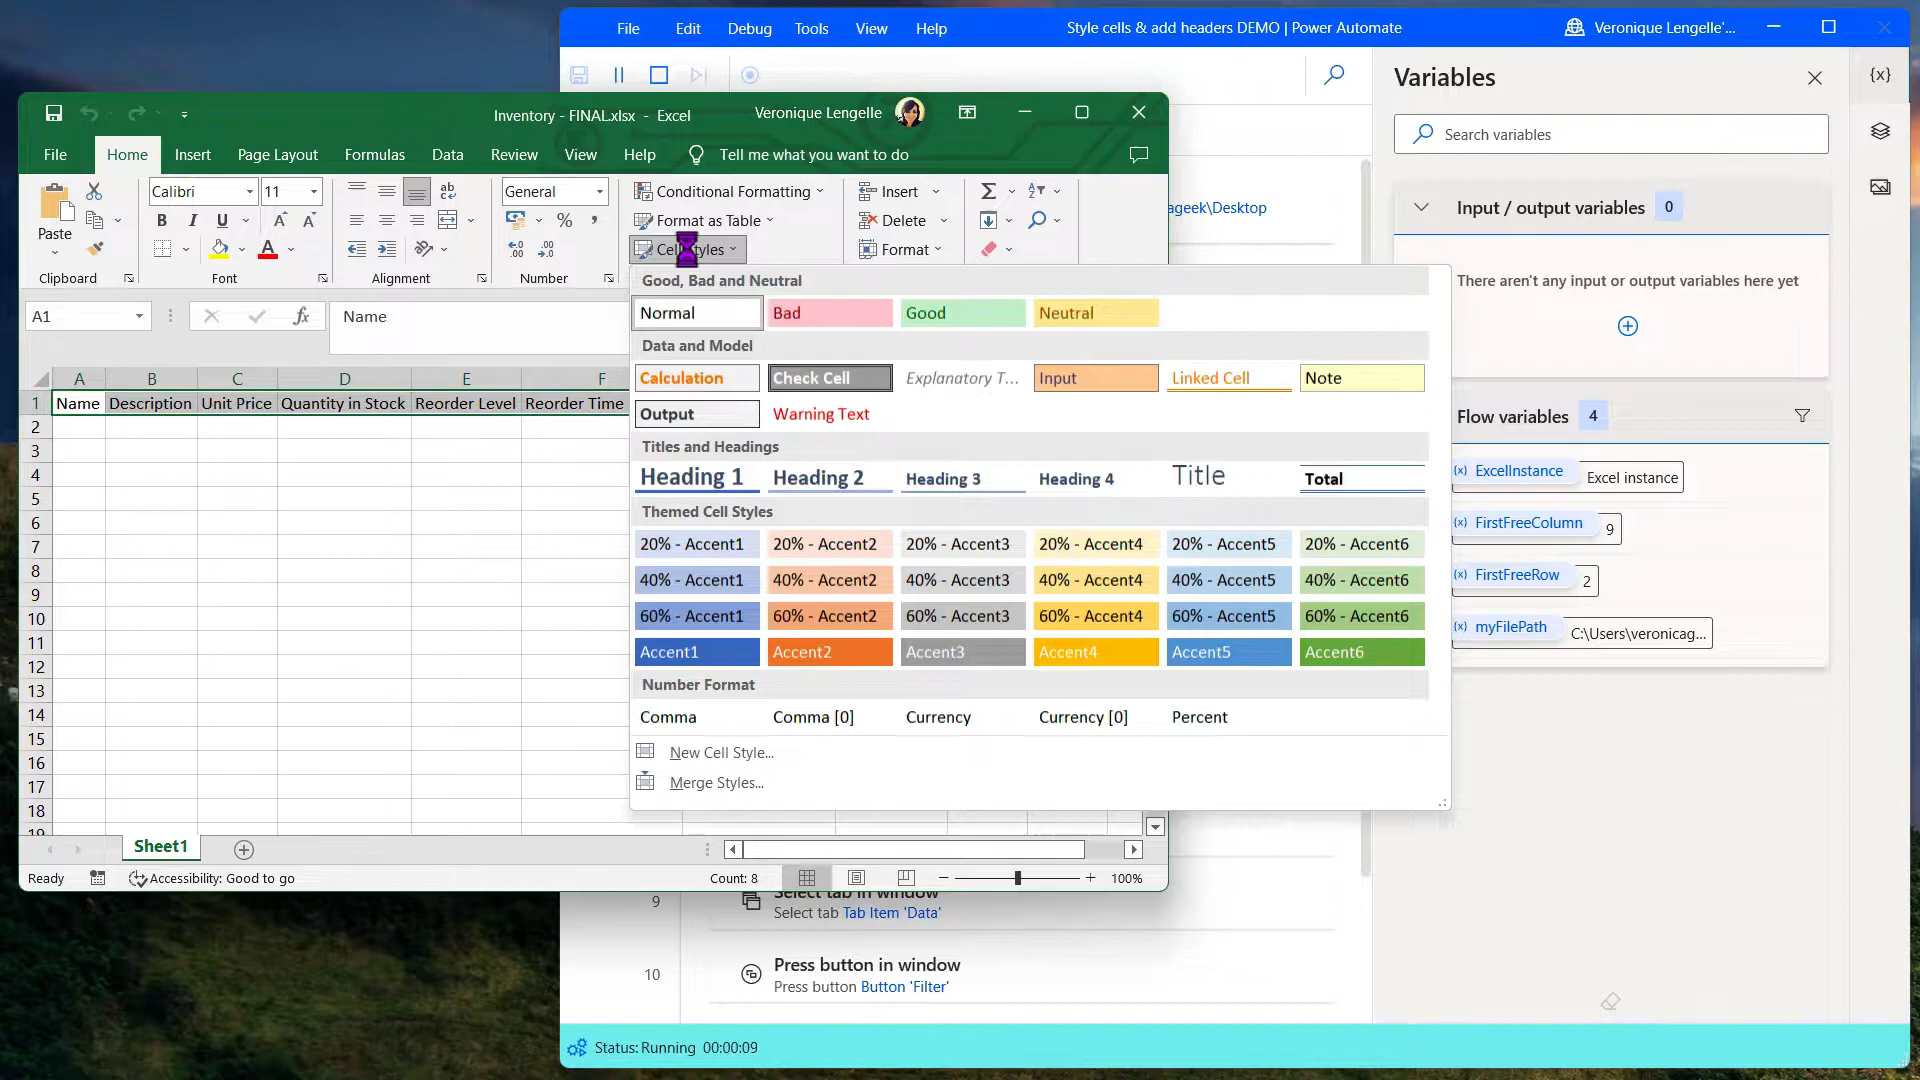 File Edit Debug Tools View Help Style cells & add headers DEMO | Power Automate Veronique Lengelle'...
Variables {x}
Search variables
Input / output variables 0
There aren't any input or output variables here yet
Flow variables 4
(x) ExcelInstance Excel instance
(x) FirstFreeColumn 9
(x) FirstFreeRow 2
(x) myFilePath C:\Users\veronicag...
ageek\Desktop
Inventory - FINAL.xlsx - Excel Veronique Lengelle
File Home Insert Page Layout Formulas Data Review View Help Tell me what you want to do
Paste
Calibri 11
General
Conditional Formatting
Format as Table
Insert
Delete
Format
Clipboard Font Alignment Number
A1 fx Name
A B C D E F
1 Name Description Unit Price Quantity in Stock Reorder Level Reorder Time
2
3
4
5
6
7
8
9
10
11
12
13
14
15
16
17
18
Good, Bad and Neutral
Normal Bad Good Neutral
Data and Model
Calculation Check Cell Explanatory T... Input Linked Cell Note
Output Warning Text
Titles and Headings
Heading 1 Heading 2 Heading 3 Heading 4 Title Total
Themed Cell Styles
20% - Accent1 20% - Accent2 20% - Accent3 20% - Accent4 20% - Accent5 20% - Accent6
40% - Accent1 40% - Accent2 40% - Accent3 40% - Accent4 40% - Accent5 40% - Accent6
60% - Accent1 60% - Accent2 60% - Accent3 60% - Accent4 60% - Accent5 60% - Accent6
Accent1 Accent2 Accent3 Accent4 Accent5 Accent6
Number Format
Comma Comma [0] Currency Currency [0] Percent
New Cell Style...
Merge Styles...
Sheet1
Ready Accessibility: Good to go Count: 8 100%
9 Select tab in window
Select tab Tab Item 'Data'
10 Press button in window
Press button Button 'Filter'
Status: Running 00:00:09